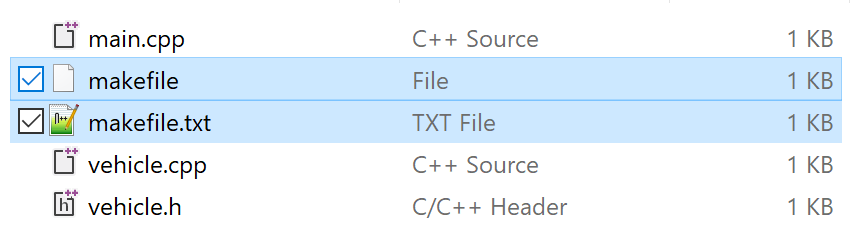 main.cpp C++ Source 1 KB
makefile File 1 KB
makefile.txt TXT File 1 KB
vehicle.cpp C++ Source 1 KB
vehicle.h C/C++ Header 1 KB